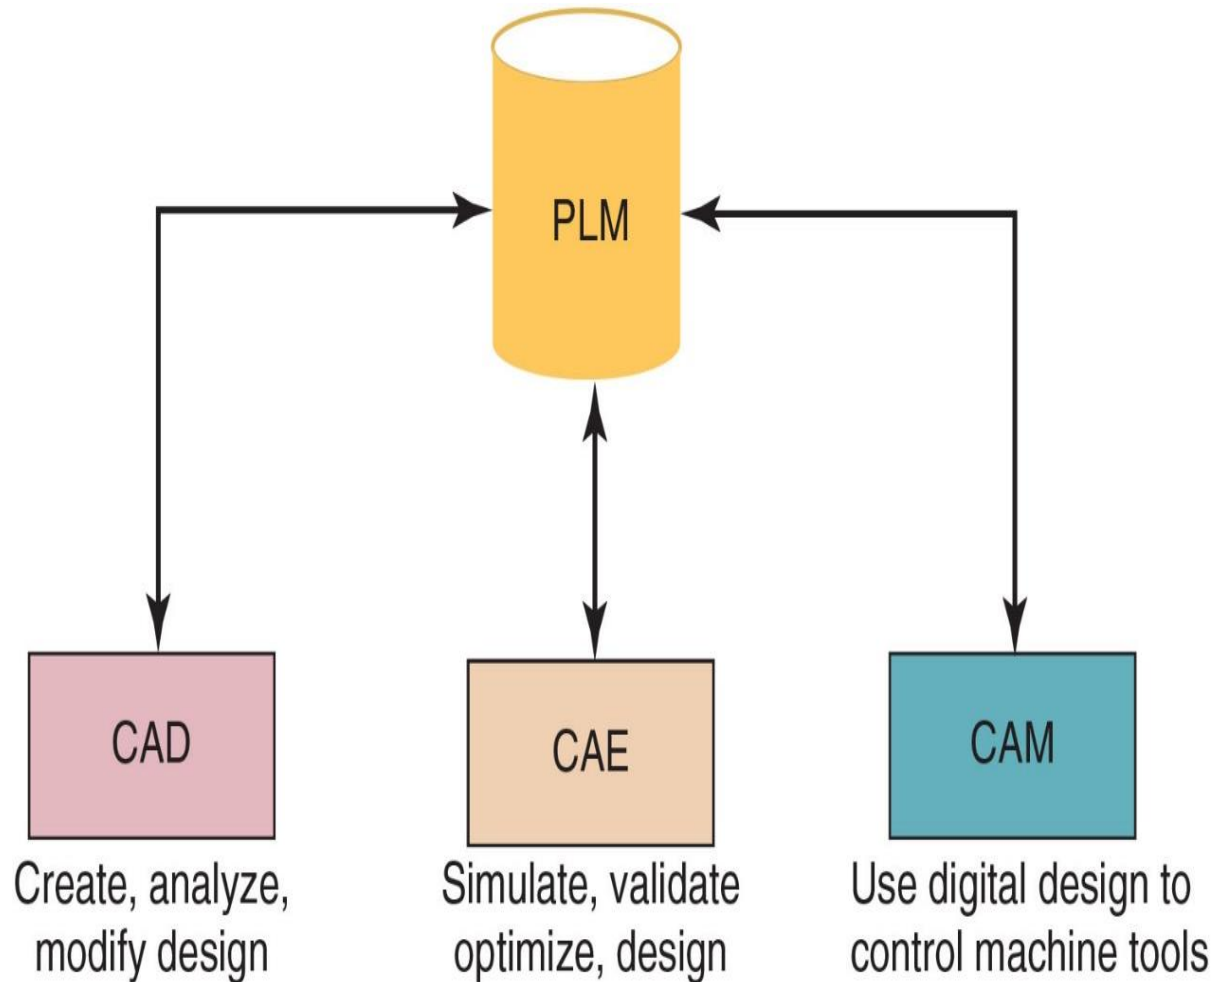 PLM
CAD
CAE
CAM
Create, analyze,
modify design
Simulate, validate
optimize, design
Use digital design to
control machine tools